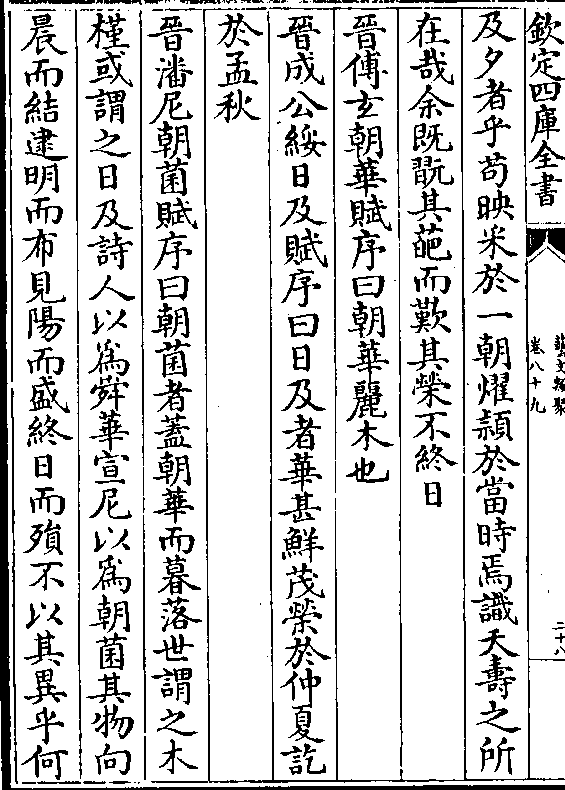 欽定四庫全書
藝文類聚
卷八十九
二十八
及夕者乎苟映采於一朝燿穎於當時焉識夭壽之所
在哉余既翫其葩而歎其榮不終日
晉傅玄朝華賦序曰朝華麗木也
晉成公綏日及賦序曰日及者華甚鮮茂榮於仲夏訖
於孟秋
晉潘尼朝菌賦序曰朝菌者蓋朝華而暮落世謂之木
槿或謂之日及詩人以為舜華宣尼以為朝菌其物向
晨而結逮明而布見陽而盛終日而殞不以其異乎何